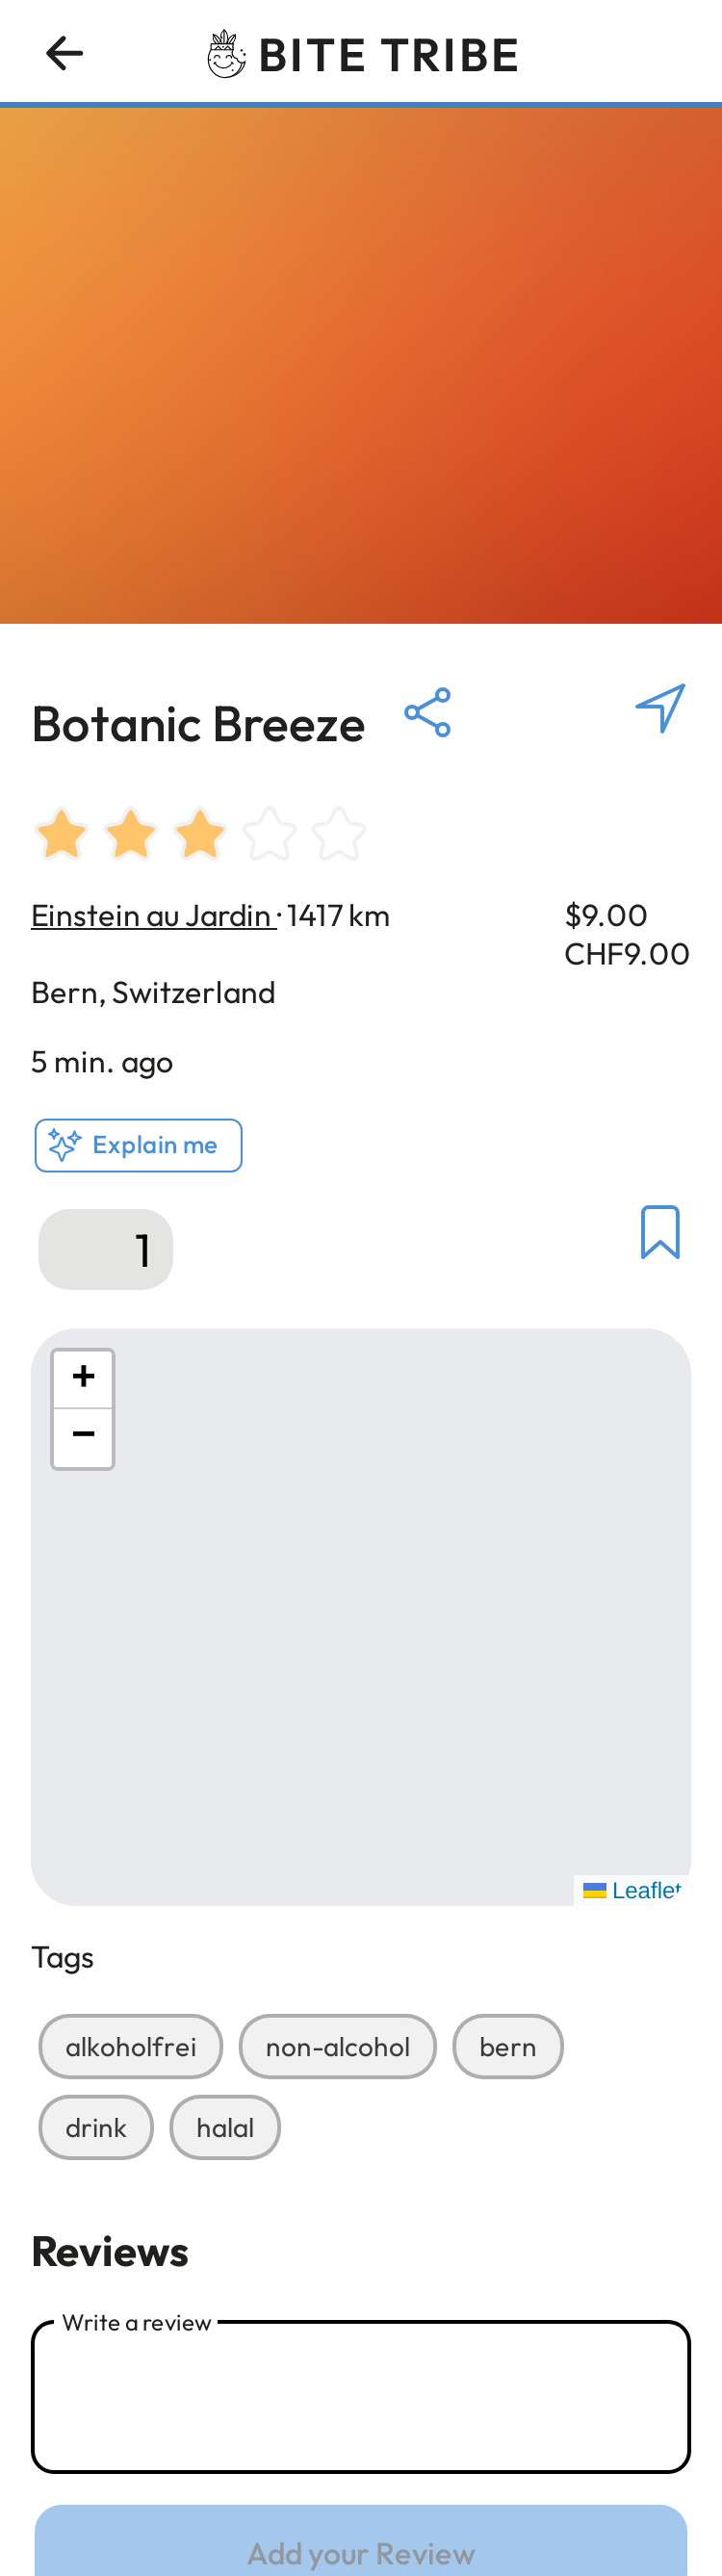 BITE TRIBE
Botanic Breeze
Einstein au Jardin · 1417 km
$9.00
CHF9.00
Bern, Switzerland
5 min. ago
Explain me
1
+
−
Leaflet
Tags
alkoholfrei
non-alcohol
bern
drink
halal
Reviews
Write a review
Add your Review